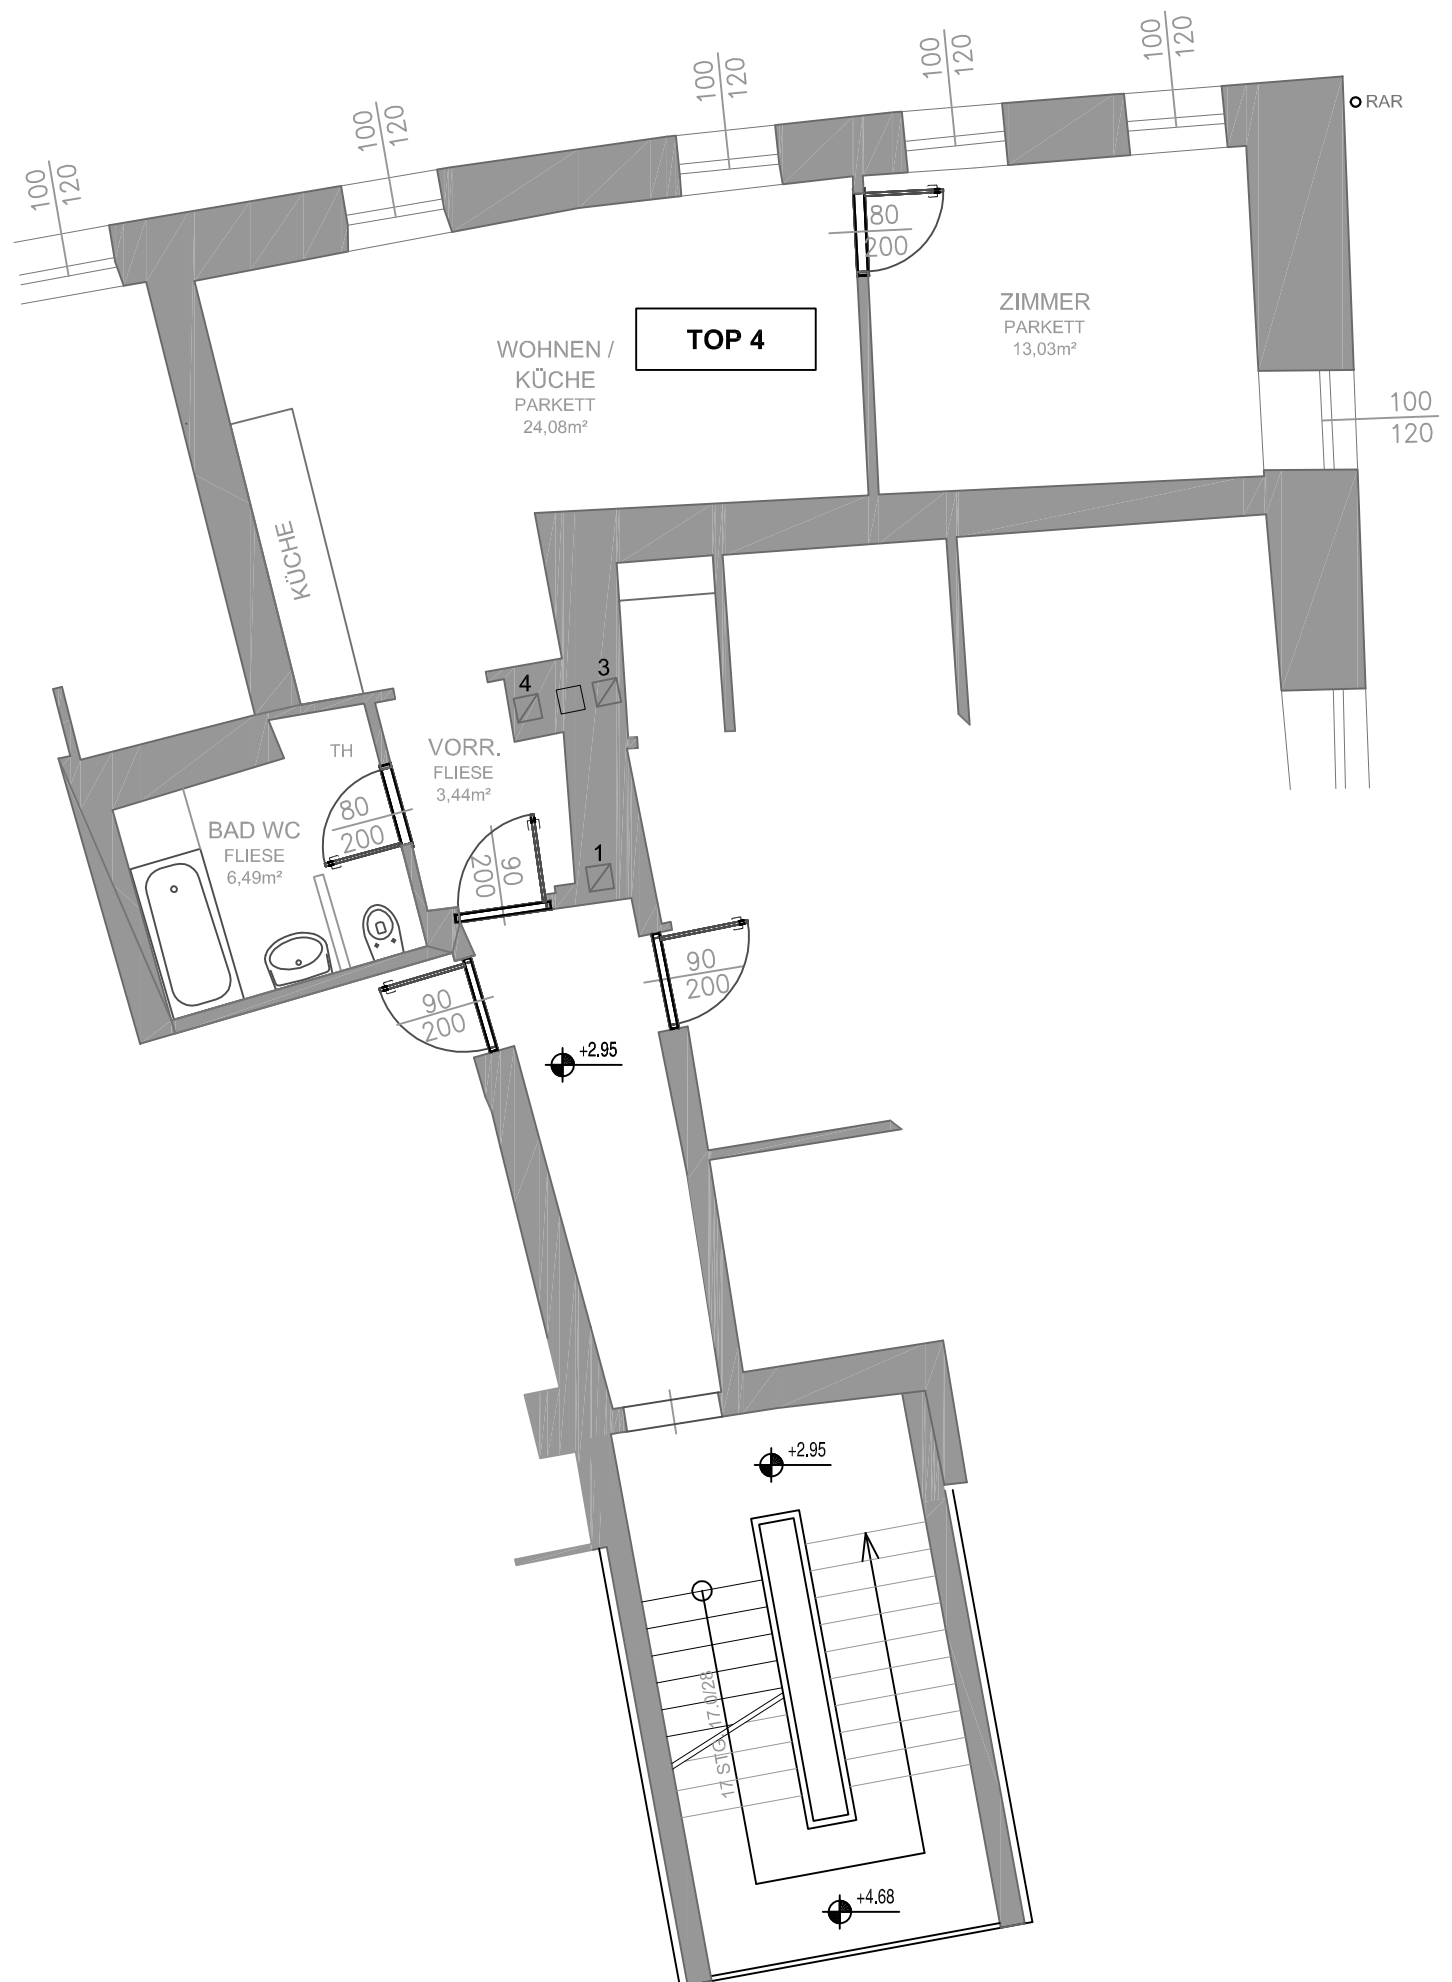 100
120
100
120
100
120
100
120
100
120
RAR
80
200
ZIMMER
PARKETT
13,03m²
TOP 4
WOHNEN /
KÜCHE
PARKETT
24,08m²
100
120
KÜCHE
4
3
TH
VORR.
FLIESE
3,44m²
80
200
BAD WC
FLIESE
6,49m²
90
200
1
90
200
90
200
+2.95
+2.95
17 STG 17.0/28
+4.68